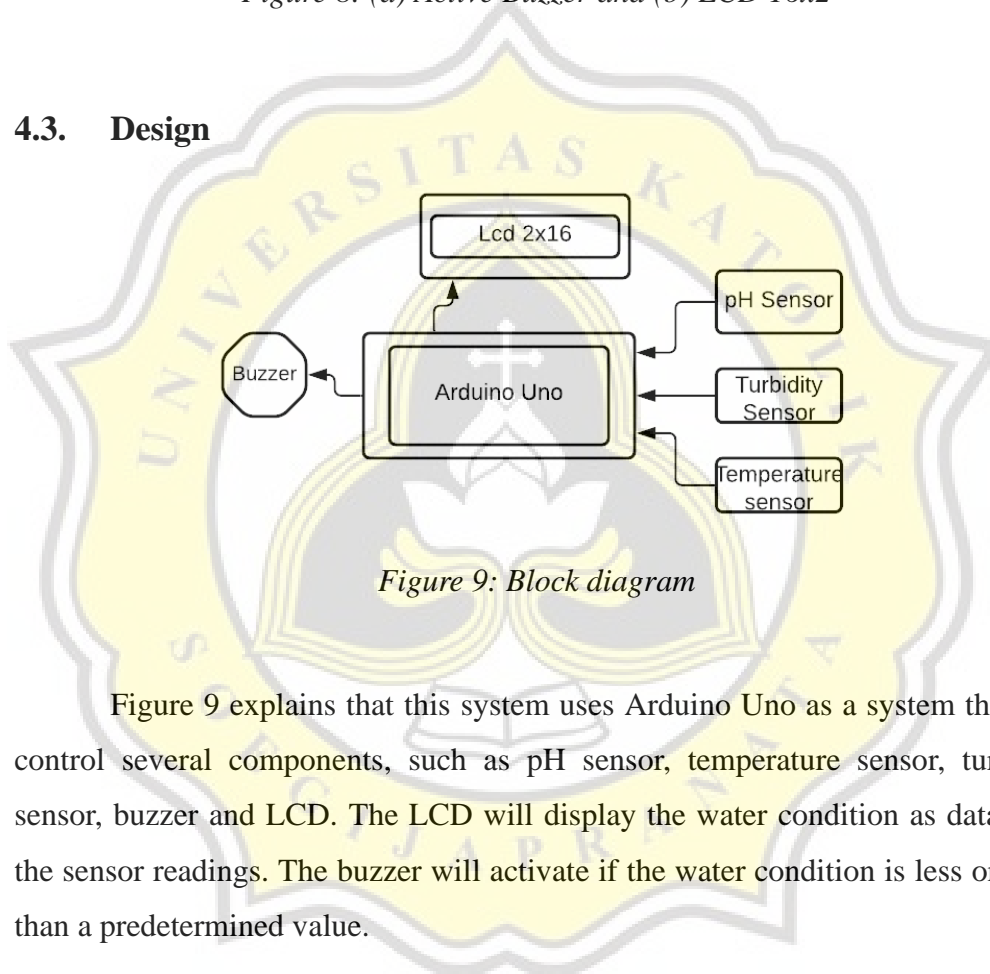 Figure 8: (a) Active Buzzer and (b) LCD 16x2
4.3. Design
Lcd 2x16
pH Sensor
Buzzer
Arduino Uno
Turbidity
Sensor
Temperature
sensor
Figure 9: Block diagram
Figure 9 explains that this system uses Arduino Uno as a system
control several components, such as pH sensor, temperature sensor,
sensor, buzzer and LCD. The LCD will display the water condition as data
the sensor readings. The buzzer will activate if the water condition is less
than a predetermined value.
UNIVERSITAS KATOLIK
SOEGIJAPRANATA